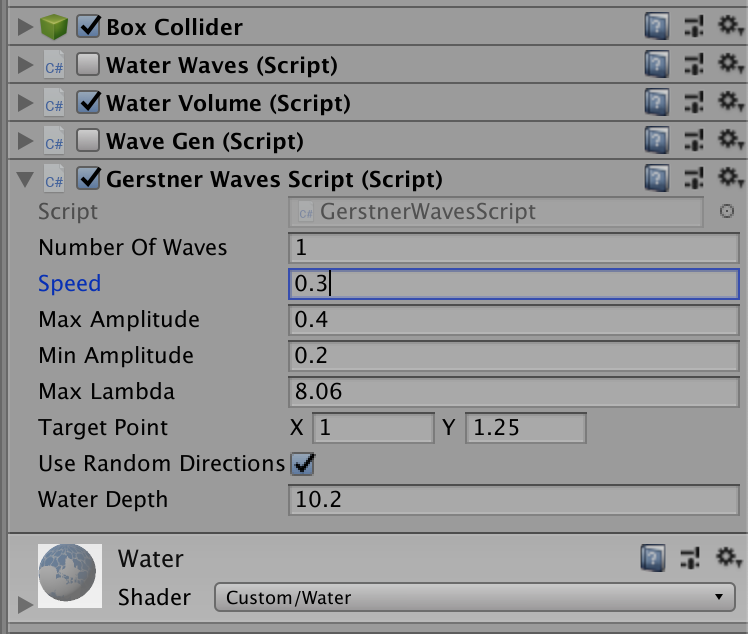 Box Collider
C# Water Waves (Script)
C# Water Volume (Script)
C# Wave Gen (Script)
C# Gerstner Waves Script (Script)
Script C# GerstnerWavesScript
Number Of Waves 1
Speed 0.3
Max Amplitude 0.4
Min Amplitude 0.2
Max Lambda 8.06
Target Point X 1 Y 1.25
Use Random Directions
Water Depth 10.2
Water
Shader Custom/Water